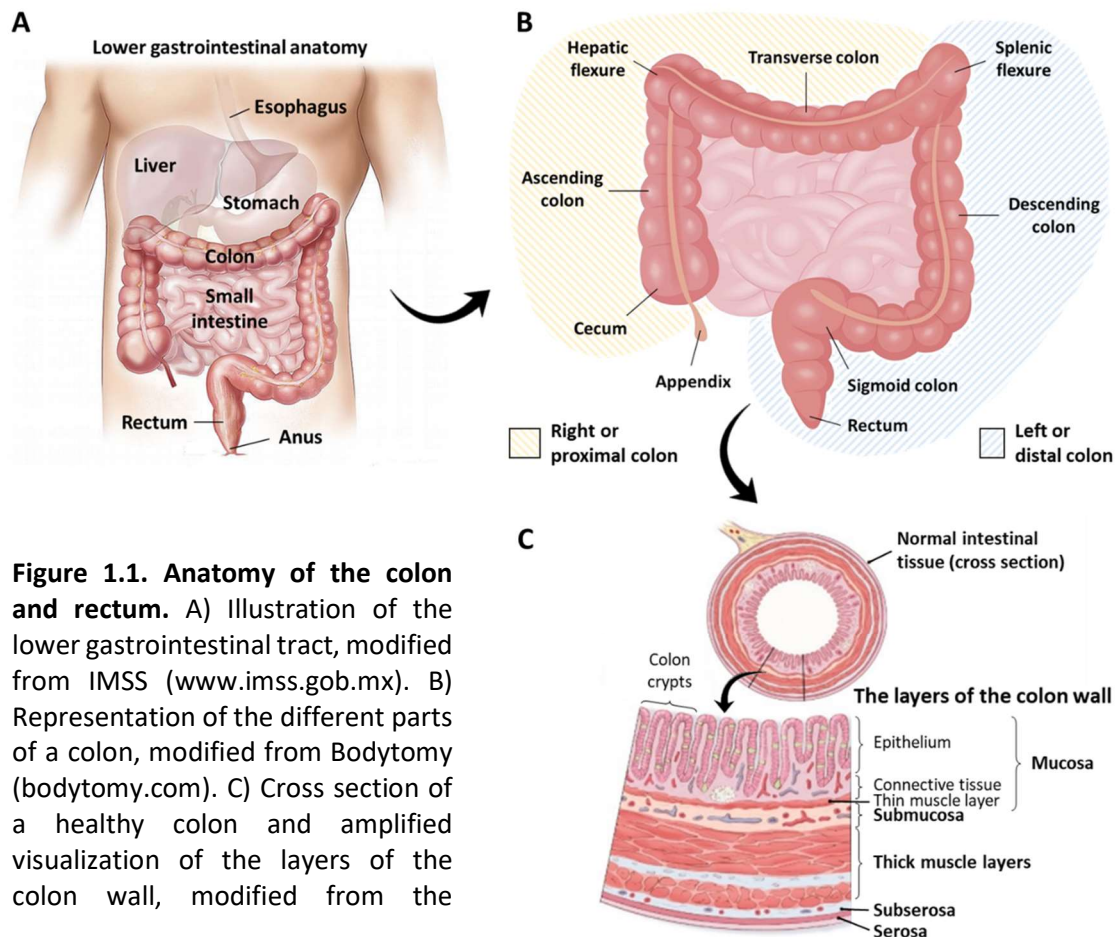 A
Lower gastrointestinal anatomy
Esophagus
Liver
Stomach
Colon
Small
intestine
Rectum
Anus
B
Hepatic
flexure
Transverse colon
Splenic
flexure
Ascending
colon
Descending
colon
Cecum
Appendix
Sigmoid colon
Rectum
Right or
proximal colon
Left or
distal colon
C
Normal intestinal
tissue (cross section)
Colon
crypts
The layers of the colon wall
Epithelium
Mucosa
Connective tissue
Thin muscle layer
Submucosa
Thick muscle layers
Subserosa
Serosa
Figure 1.1. Anatomy of the colon
and rectum. A) Illustration of the
lower gastrointestinal tract, modified
from IMSS (www.imss.gob.mx). B)
Representation of the different parts
of a colon, modified from Bodytomy
(bodytomy.com). C) Cross section of
a healthy colon and amplified
visualization of the layers of the
colon wall, modified from the